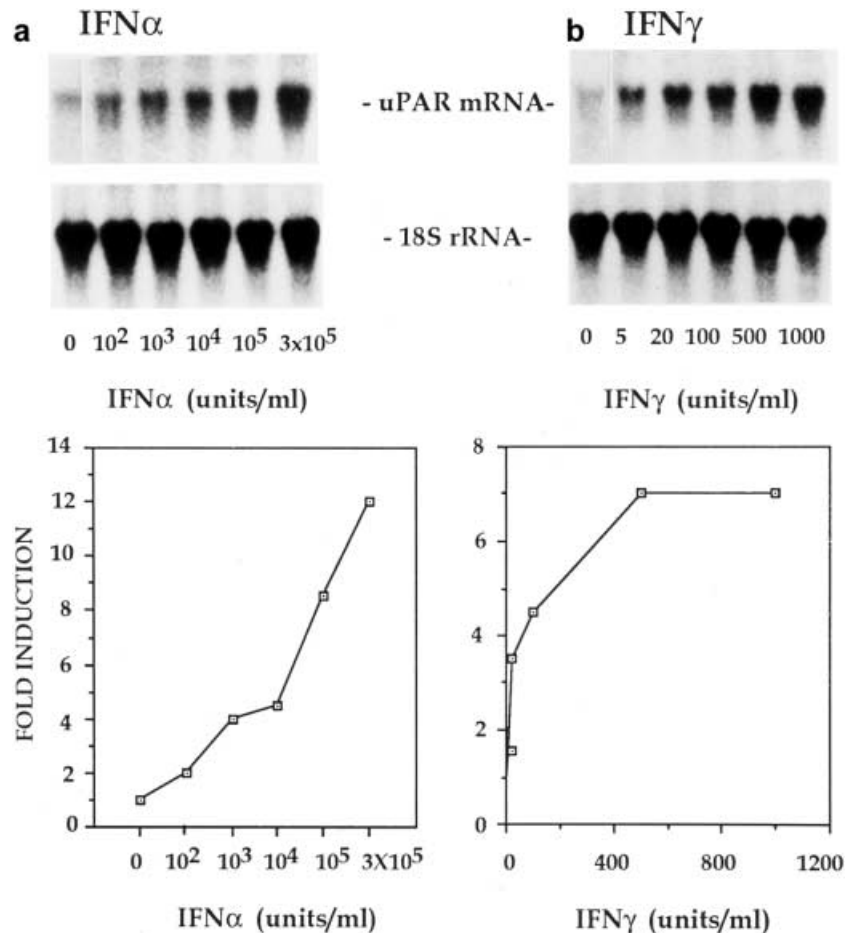 a IFNα
b IFNγ
- uPAR mRNA-
- 18S rRNA-
0 10² 10³ 10⁴ 10⁵ 3x10⁵
IFNα (units/ml)
0 5 20 100 500 1000
IFNγ (units/ml)
FOLD INDUCTION
14
12
10
8
6
4
2
0
0 10² 10³ 10⁴ 10⁵ 3X10⁵
IFNα (units/ml)
8
6
4
2
0
0 400 800 1200
IFNγ (units/ml)